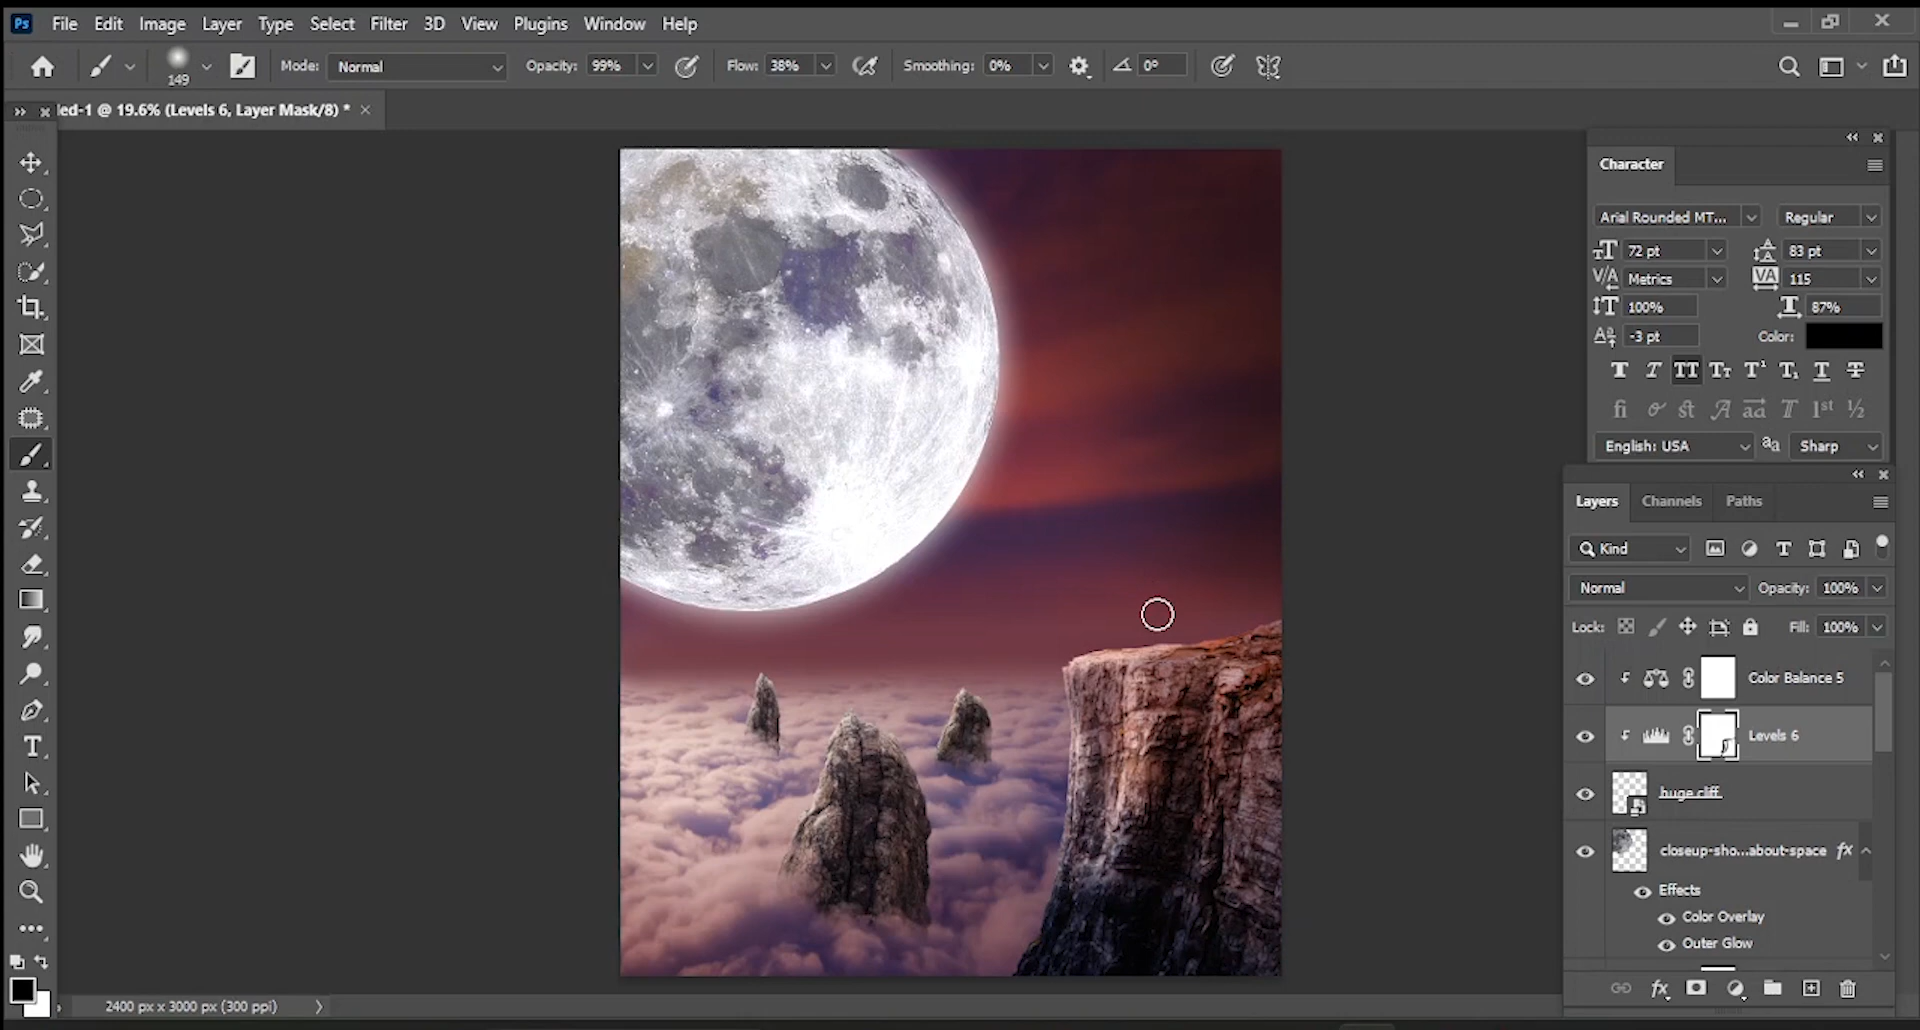 Ps File Edit Image Layer Type Select Filter 3D View Plugins Window Help
149 Mode: Normal Opacity: 99% Flow: 38% Smoothing: 0% 0°
led-1 @ 19.6% (Levels 6, Layer Mask/8) *
Character
Arial Rounded MT... Regular
72 pt 83 pt
Metrics 115
100% 87%
-3 pt Color:
English: USA aa Sharp
Layers Channels Paths
Kind
Normal Opacity: 100%
Lock: Fill: 100%
Color Balance 5
Levels 6
huge cliff
closeup-sho...about-space fx
Effects
Color Overlay
Outer Glow
fx
2400 px x 3000 px (300 ppi)